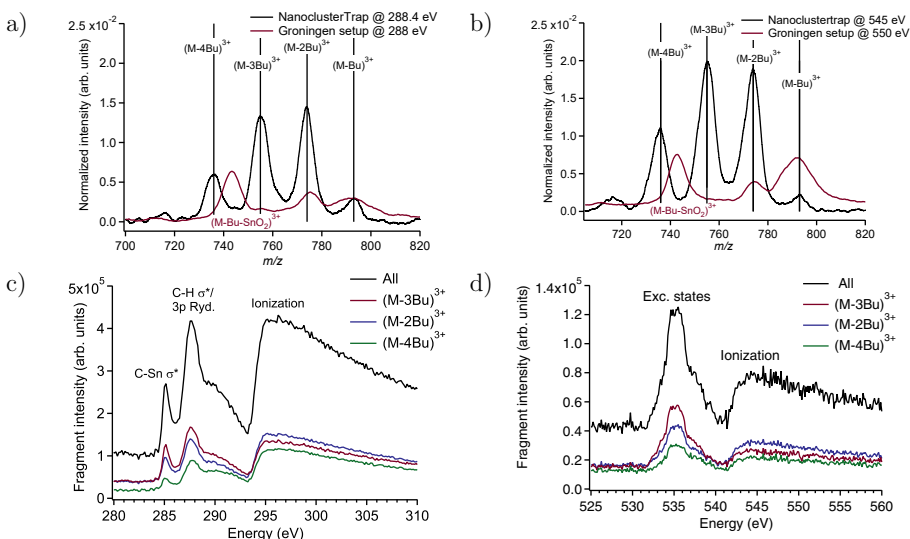 a)
2.5x10⁻²
2.0
1.5
1.0
0.5
0.0
Normalized intensity (arb. units)
700 720 740 760 780 800 820
m/z
NanoclusterTrap @ 288.4 eV
Groningen setup @ 288 eV
(M-4Bu)³⁺
(M-3Bu)³⁺
(M-2Bu)³⁺
(M-Bu)³⁺
(M-Bu-SnO₂)³⁺
b)
2.5x10⁻²
2.0
1.5
1.0
0.5
0.0
Normalized intensity (arb. units)
720 740 760 780 800 820
m/z
Nanoclustertrap @ 545 eV
Groningen setup @ 550 eV
(M-4Bu)³⁺
(M-3Bu)³⁺
(M-2Bu)³⁺
(M-Bu)³⁺
(M-Bu-SnO₂)³⁺
c)
5x10⁵
4
3
2
1
0
Fragment intensity (arb. units)
280 285 290 295 300 305 310
Energy (eV)
C-Sn σ*
C-H σ*/
3p Ryd.
Ionization
All
(M-3Bu)³⁺
(M-2Bu)³⁺
(M-4Bu)³⁺
d)
1.4x10⁵
1.2
1.0
0.8
0.6
0.4
0.2
0.0
Fragment intensity (arb. units)
525 530 535 540 545 550 555 560
Energy (eV)
Exc. states
Ionization
All
(M-3Bu)³⁺
(M-2Bu)³⁺
(M-4Bu)³⁺